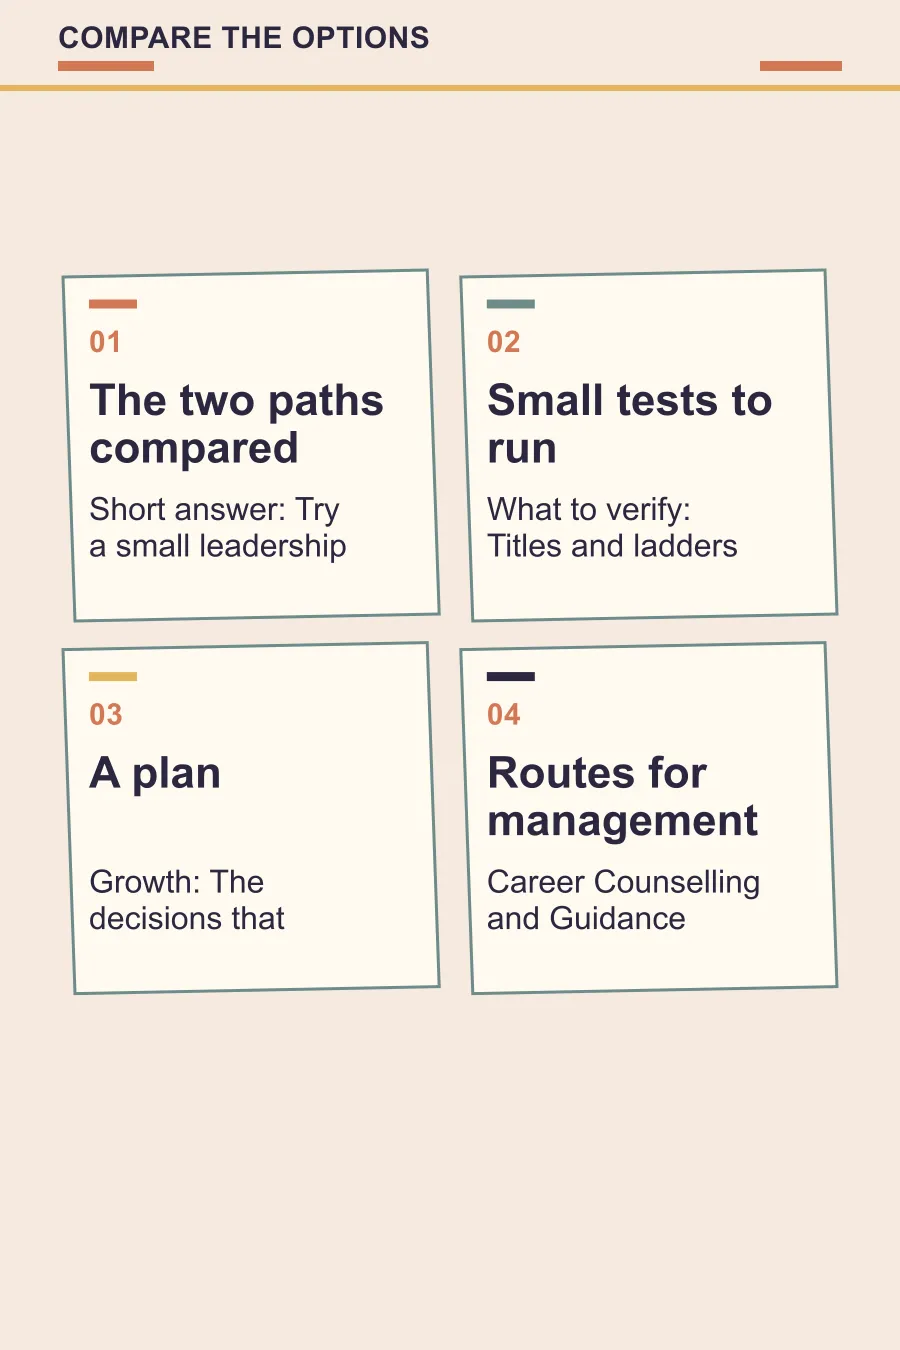 COMPARE THE OPTIONS
01
The two paths
compared
Short answer: Try
a small leadership
02
Small tests to
run
What to verify:
Titles and ladders
03
A plan
Growth: The
decisions that
04
Routes for
management
Career Counselling
and Guidance